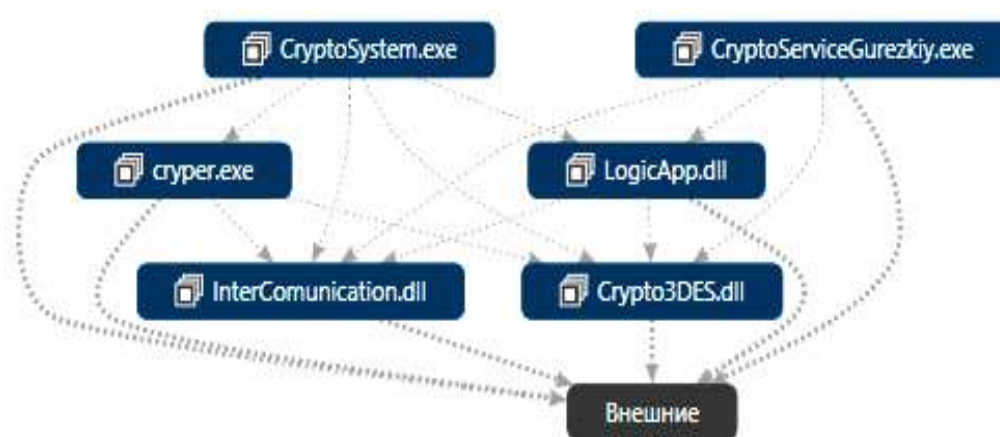 CryptoSystem.exe
CryptoServiceGurezkiy.exe
cryper.exe
LogicApp.dll
InterComunication.dll
Crypto3DES.dll
Внешние